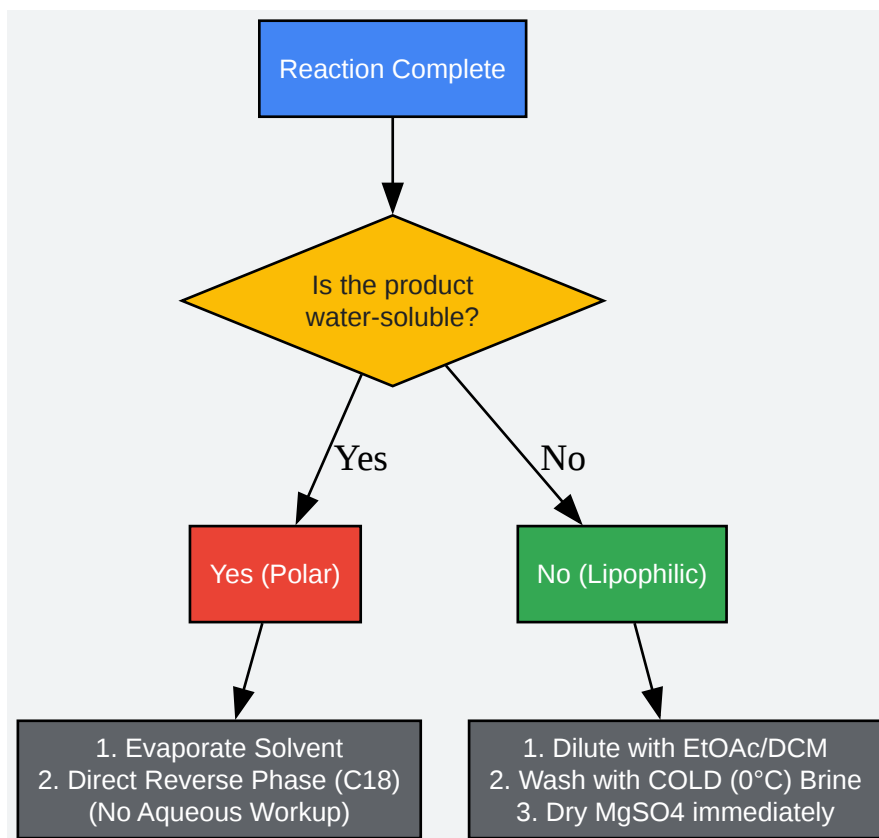 Reaction Complete
Is the product
water-soluble?
Yes
No
Yes (Polar)
No (Lipophilic)
1. Evaporate Solvent
2. Direct Reverse Phase (C18)
(No Aqueous Workup)
1. Dilute with EtOAc/DCM
2. Wash with COLD (0°C) Brine
3. Dry MgSO4 immediately